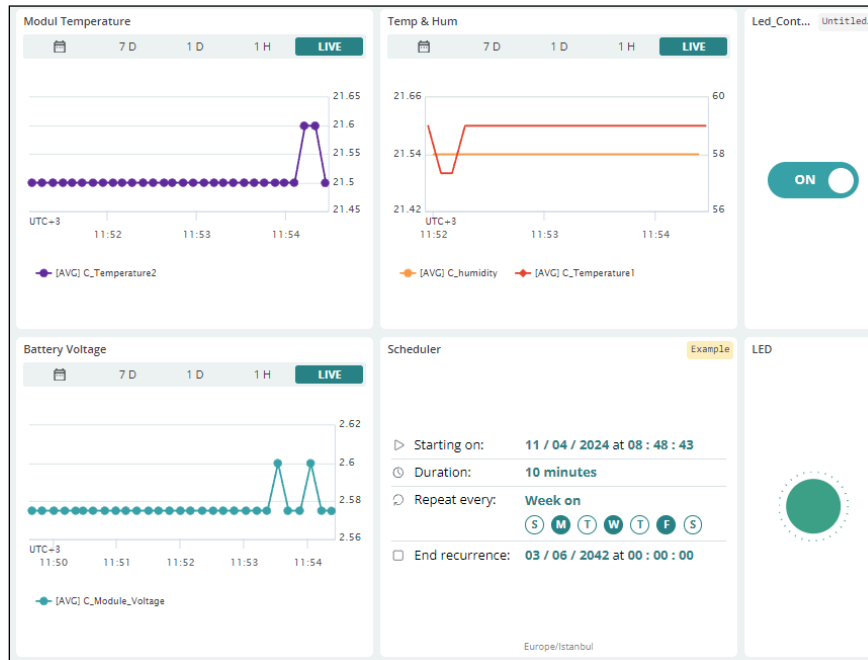 Modul Temperature
7 D 1 D 1 H LIVE
21.65
21.6
21.55
21.5
21.45
UTC+3
11:52 11:53 11:54
[AVG] C_Temperature2
Temp & Hum
7 D 1 D 1 H LIVE
21.66 60
21.54 58
21.42 56
UTC+3
11:52 11:53 11:54
[AVG] C_humidity [AVG] C_Temperature1
Led_Cont... Untitled
ON
Battery Voltage
7 D 1 D 1 H LIVE
2.62
2.6
2.58
2.56
UTC+3
11:50 11:51 11:52 11:53 11:54
[AVG] C_Module_Voltage
Scheduler Example
Starting on: 11 / 04 / 2024 at 08 : 48 : 43
Duration: 10 minutes
Repeat every: Week on
S M T W T F S
End recurrence: 03 / 06 / 2042 at 00 : 00 : 00
Europe/Istanbul
LED